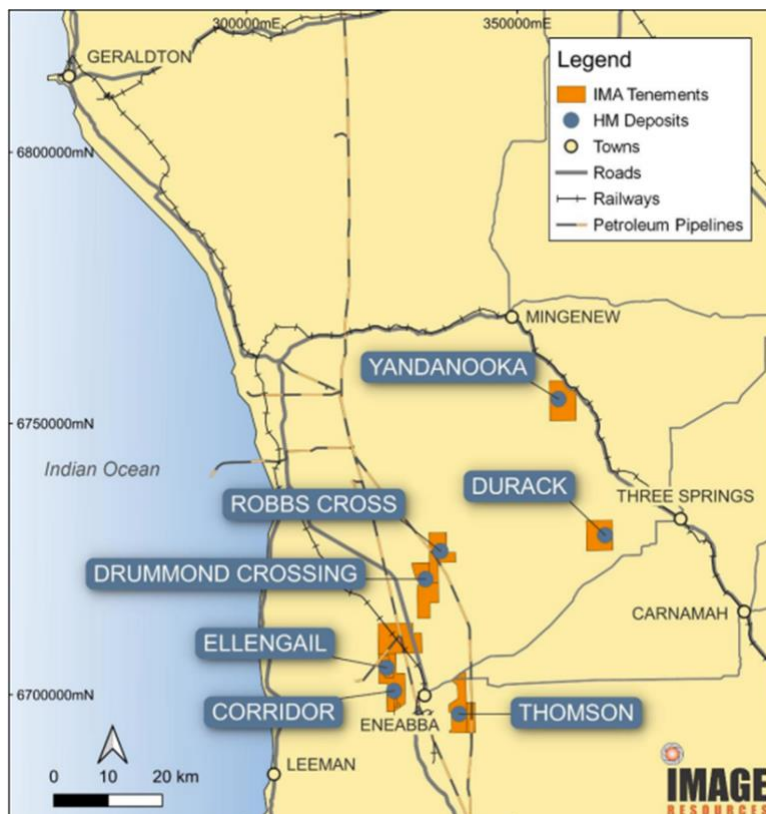 300000mE
350000mE
GERALDTON
Legend
IMA Tenements
HM Deposits
Towns
Roads
Railways
Petroleum Pipelines
6800000mN
MINGENEW
YANDANOOKA
6750000mN
Indian Ocean
ROBBS CROSS
DURACK
THREE SPRINGS
DRUMMOND CROSSING
CARNAMAH
ELLENGAIL
6700000mN
CORRIDOR
ENEABBA
THOMSON
LEEMAN
0 10 20 km
IMAGE
RESOURCES